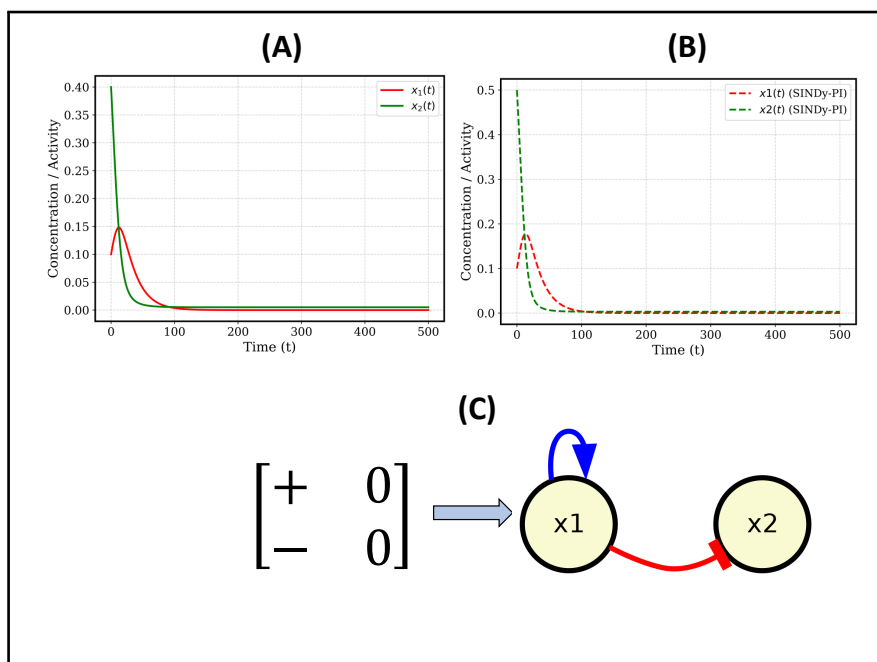 (A)
0.40
0.35
0.30
0.25
0.20
0.15
0.10
0.05
0.00
0
100
200
300
400
500
Time (t)
Concentration / Activity
x₁(t)
x₂(t)
(B)
0.5
0.4
0.3
0.2
0.1
0.0
0
100
200
300
400
500
Time (t)
Concentration / Activity
x1(t) (SINDy-PI)
x2(t) (SINDy-PI)
(C)
+ 0
− 0
x1
x2